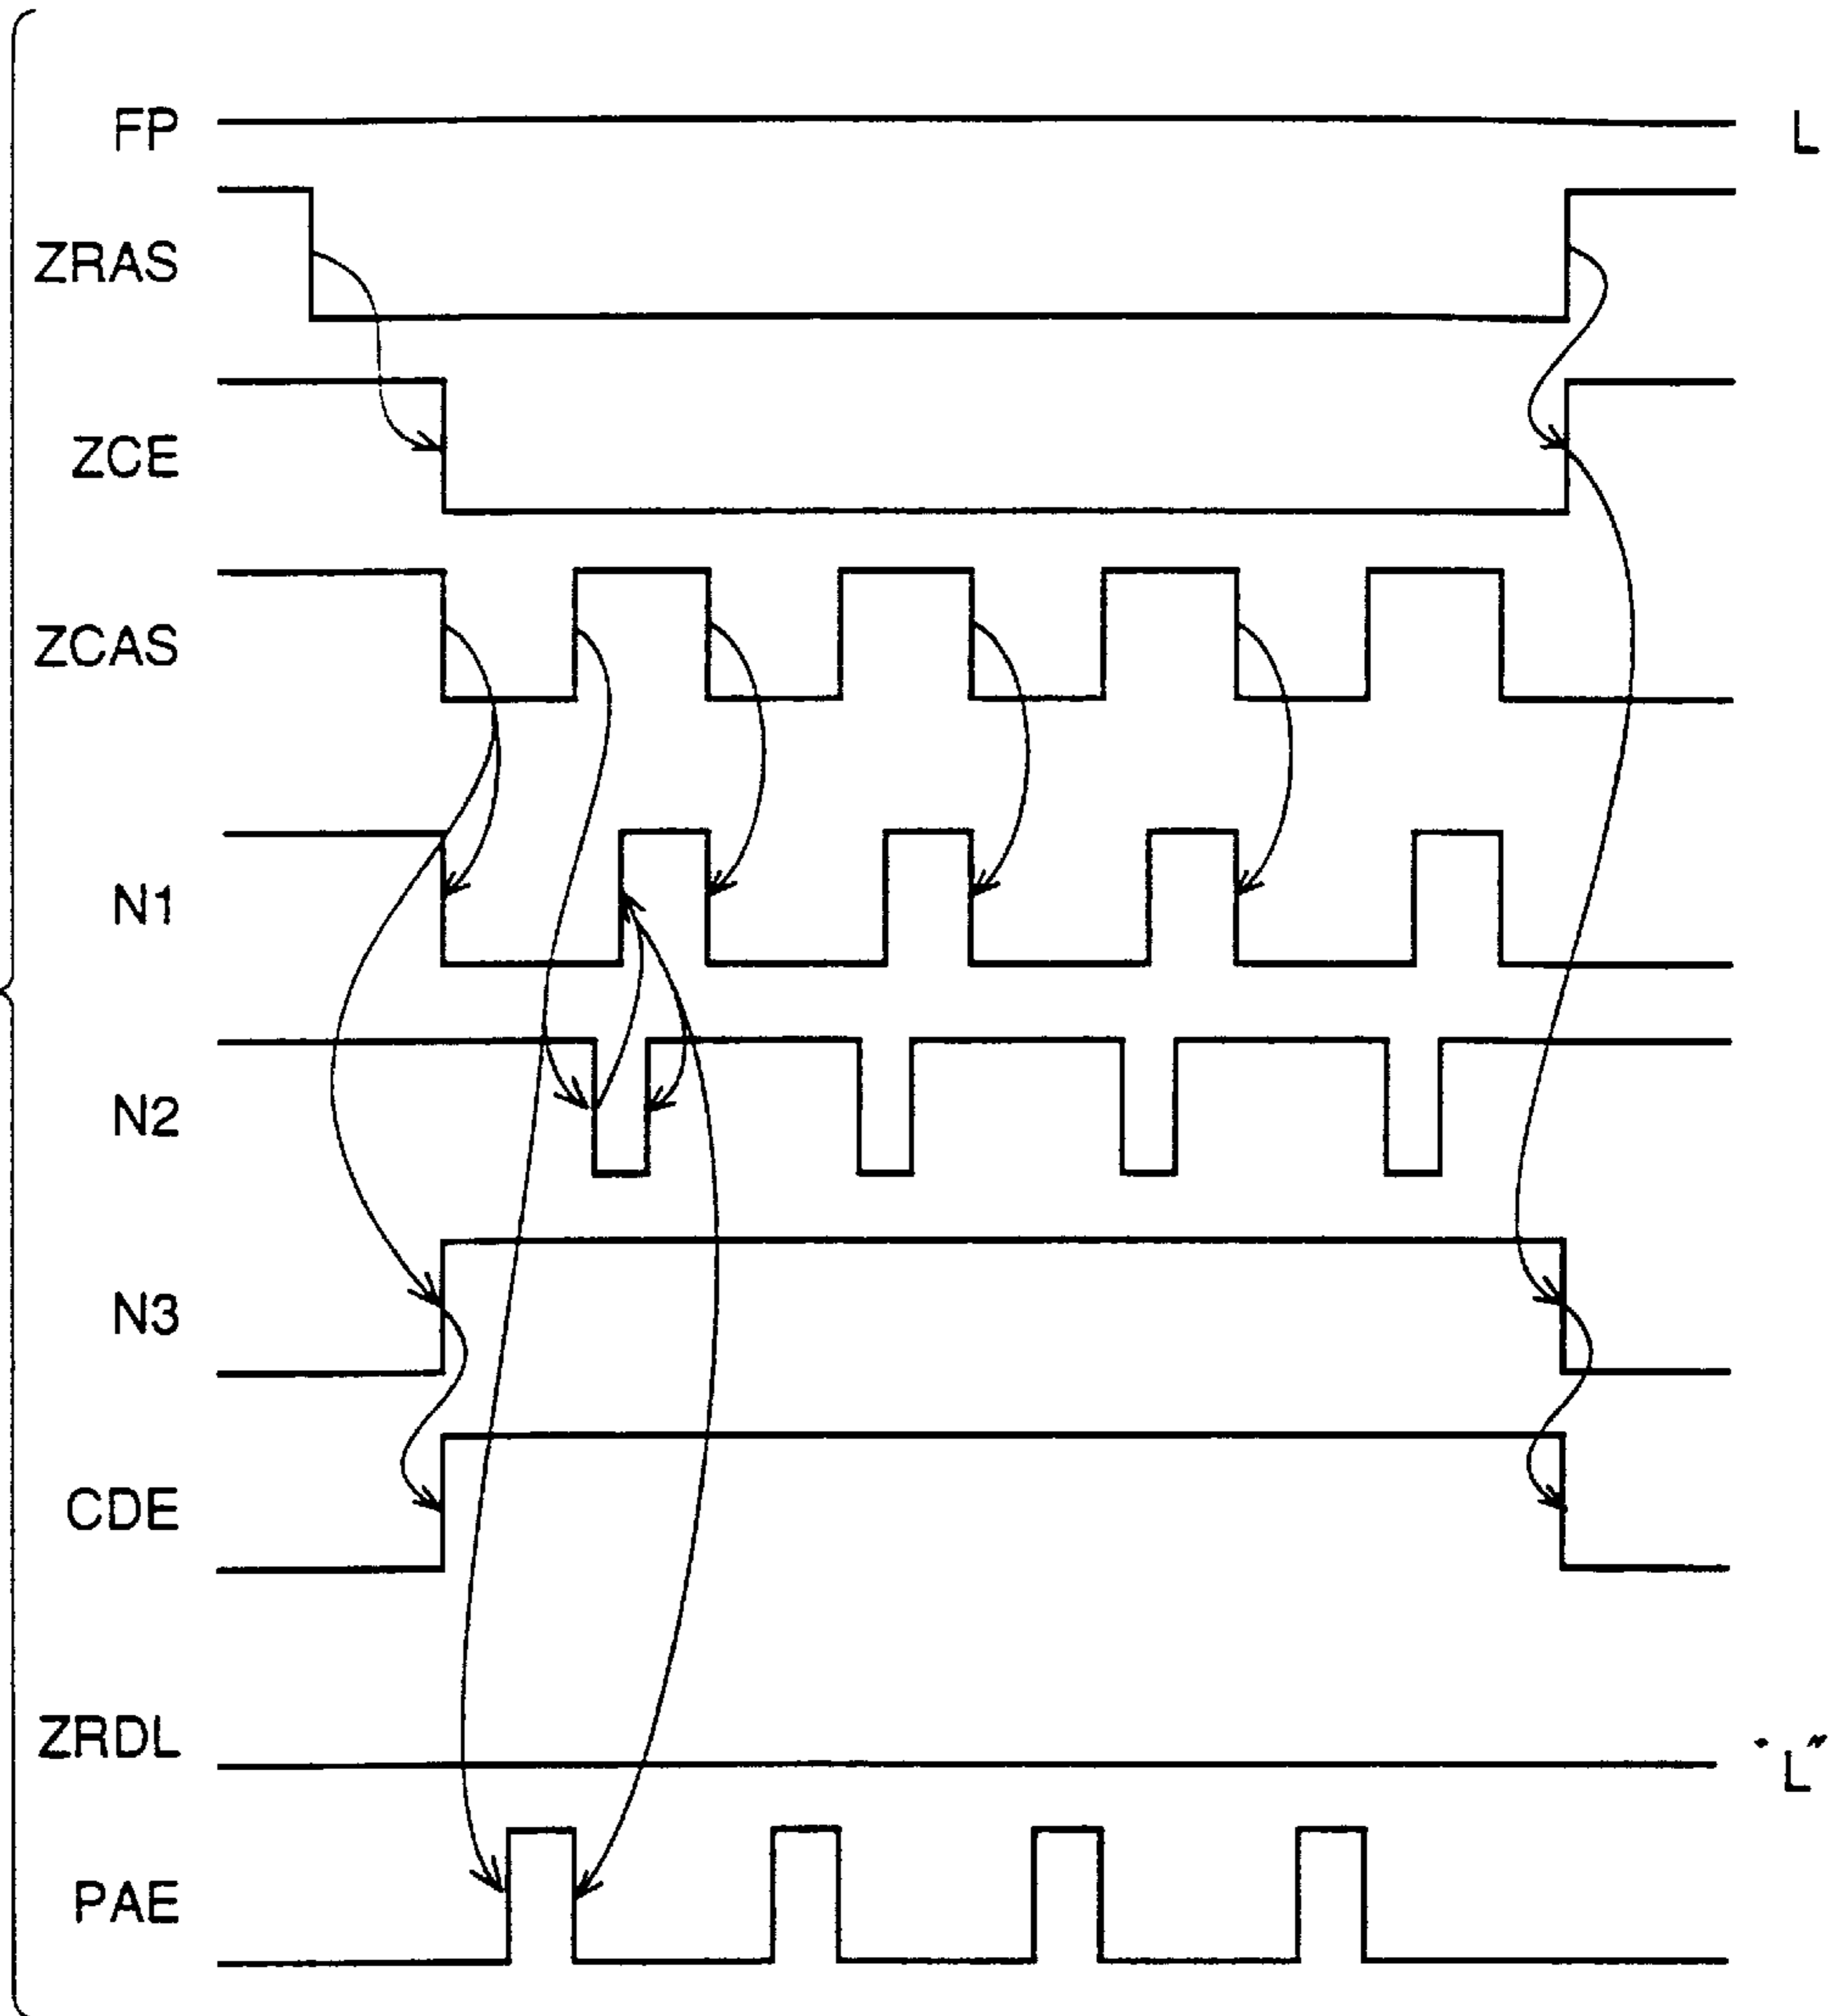 FP L
ZRAS
ZCE
ZCAS
N1
N2
N3
CDE
ZRDL "L"
PAE